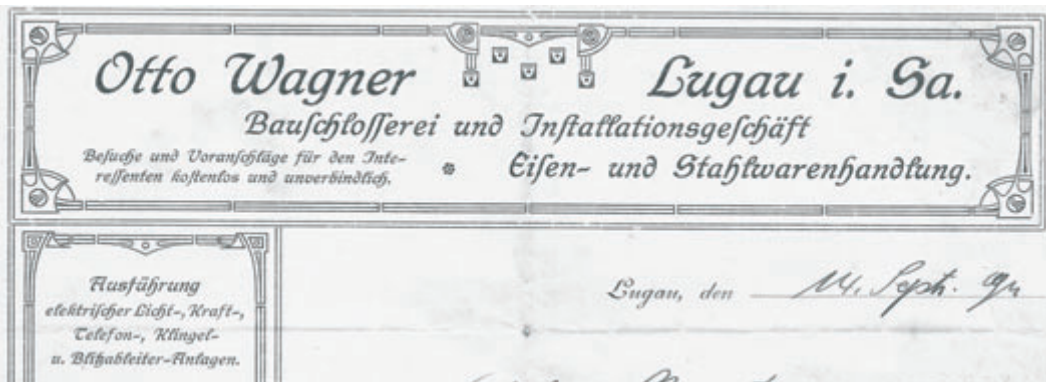 Otto Wagner Lugau i. Sa.
Bauschlosserei und Installationsgeschäft
Besuche und Voranschläge für den Inte-
ressenten kostenlos und unverbindlich.
* Eisen- und Stahlwarenhandlung.
Ausführung
elektrischer Licht-, Kraft-,
Telefon-, Klingel-
u. Blitzableiter-Anlagen.
Lugau, den 14. Sept.